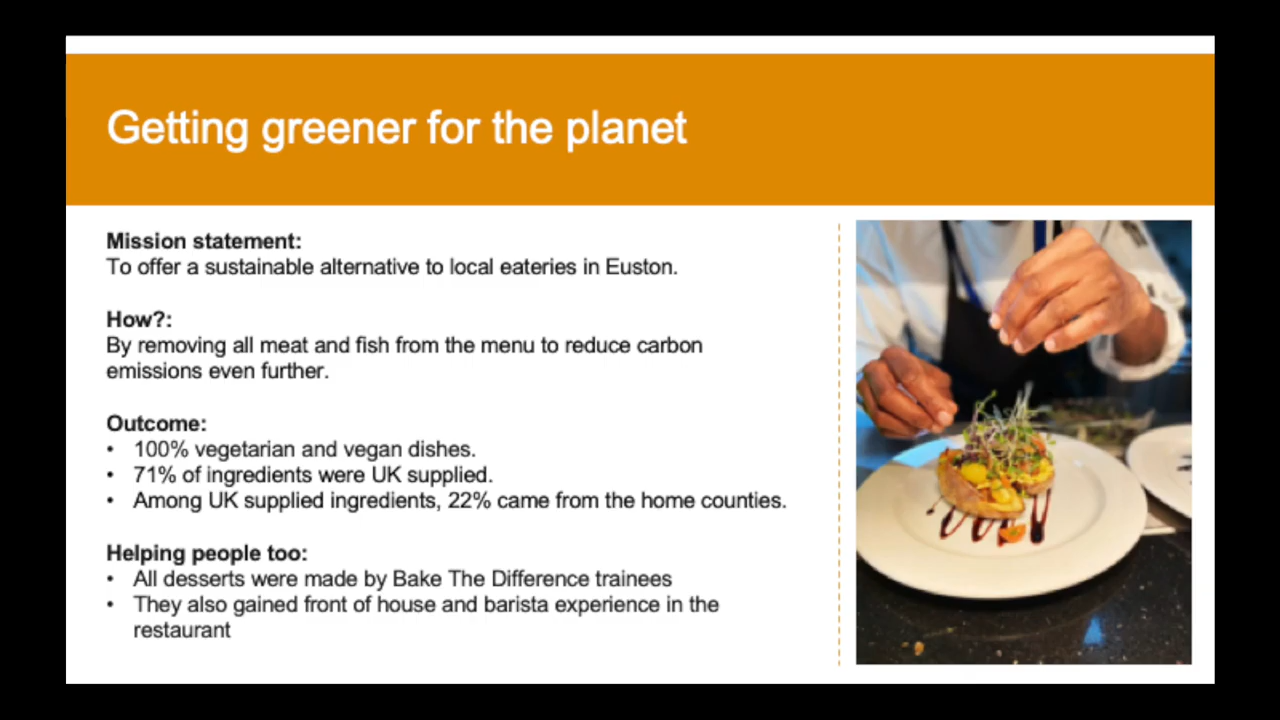 Getting greener for the planet
Mission statement:
To offer a sustainable alternative to local eateries in Euston.
How?:
By removing all meat and fish from the menu to reduce carbon
emissions even further.
Outcome:
• 100% vegetarian and vegan dishes.
• 71% of ingredients were UK supplied.
• Among UK supplied ingredients, 22% came from the home counties.
Helping people too:
• All desserts were made by Bake The Difference trainees
• They also gained front of house and barista experience in the
restaurant